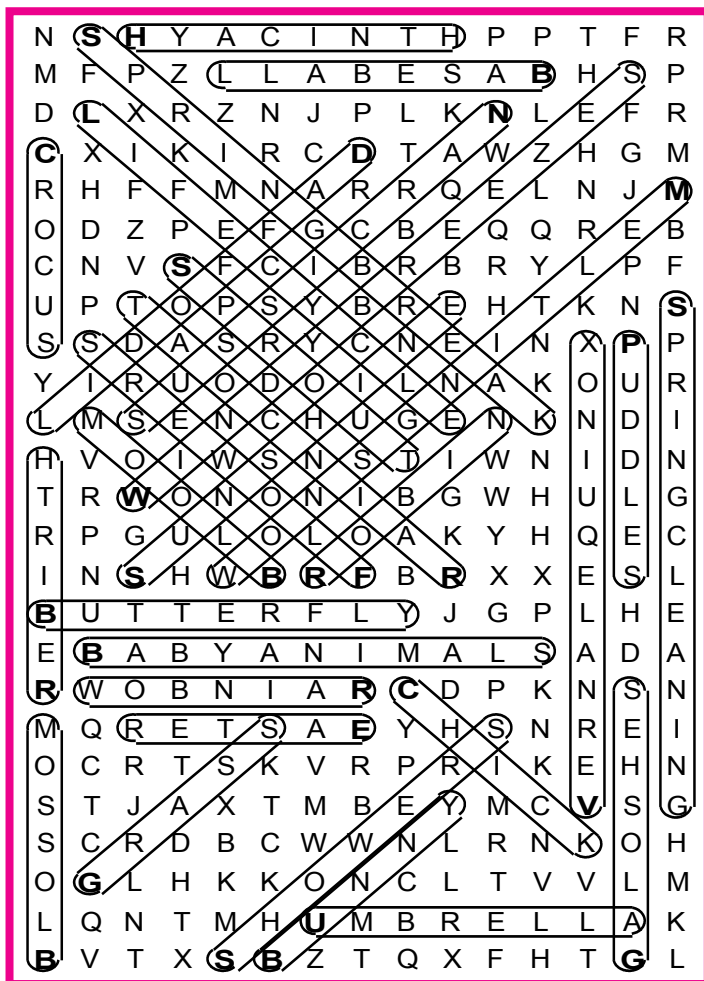 N S H Y A C I N T H P P T F R
M F P Z L L A B E S A B H S P
D L X R Z N J P L K N L E F R
C X I K I R C D T A W Z H G M
R H F F M N A R R Q E L N J M
O D Z P E F G C B E Q Q R E B
C N V S F C I B R B R Y L P F
U P T O P S Y B R E H T K N S
S S D A S R Y C N E I N X P P
Y I R U O D O I L N A K O U R
L M S E N C H U G E N K N D I
H V O I W S N S T I W N I D N
T R W O N O N I B G W H U L G
R P G U L O L O A K Y H Q E C
I N S H W B R F B R X X E S L
B U T T E R F L Y J G P L H E
E B A B Y A N I M A L S A D A
R W O B N I A R C D P K N S N
M Q R E T S A E Y H S N R E I
O C R T S K V R P R I K E H N
S T J A X T M B E Y M C V S G
S C R D B C W W N L R N K O H
O G L H K K O N C L T V V L M
L Q N T M H U M B R E L L A K
B V T X S B Z T Q X F H T G L